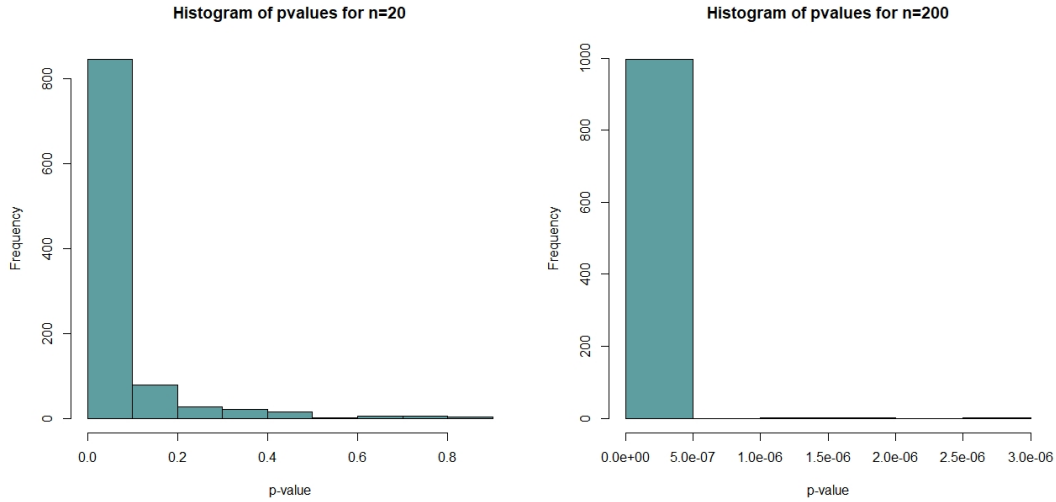 Histogram of pvalues for n=20
Frequency
800
600
400
200
0
0.0 0.2 0.4 0.6 0.8
p-value
Histogram of pvalues for n=200
Frequency
1000
800
600
400
200
0
0.0e+00 5.0e-07 1.0e-06 1.5e-06 2.0e-06 2.5e-06 3.0e-06
p-value